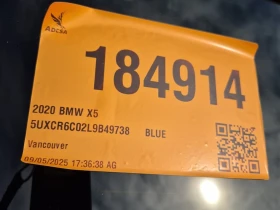 ADESA
184914
2020 BMW X5
5UXCR6C02L9B49738 BLUE
Vancouver
09/05/2025 17:36:38 AG